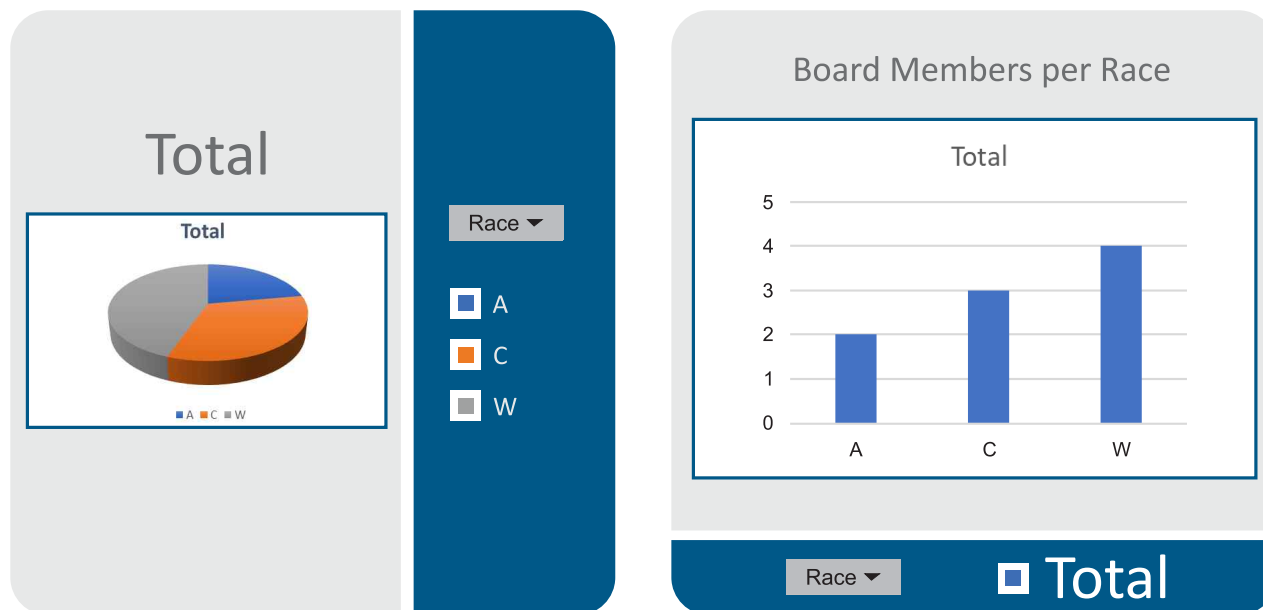 Total
Total
A C W
Race
A
C
W
Board Members per Race
Total
5
4
3
2
1
0
A C W
Race
Total